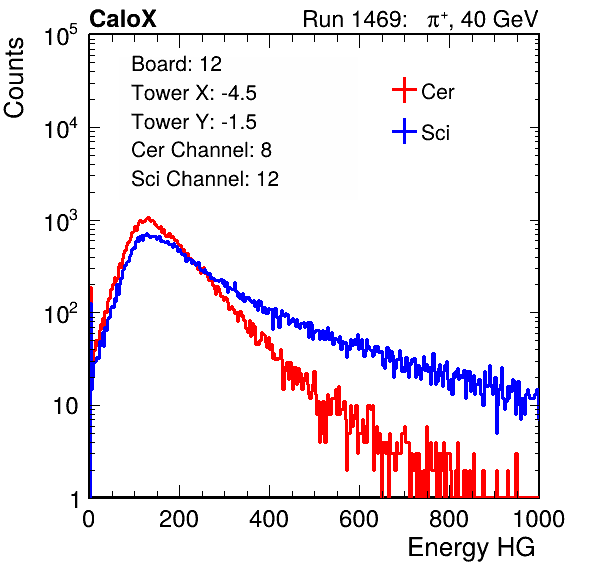 CaloX Run 1469: π⁺, 40 GeV
Counts
10⁵
10⁴
10³
10²
10
1
Board: 12
Tower X: -4.5
Tower Y: -1.5
Cer Channel: 8
Sci Channel: 12
Cer
Sci
0 200 400 600 800 1000
Energy HG